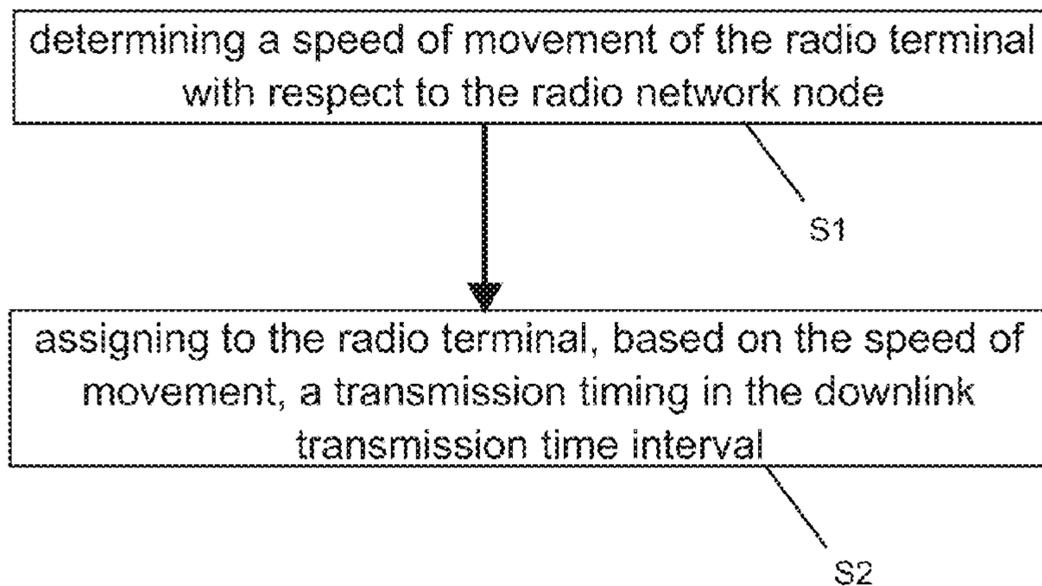 determining a speed of movement of the radio terminal
with respect to the radio network node
S1
assigning to the radio terminal, based on the speed of
movement, a transmission timing in the downlink
transmission time interval
S2